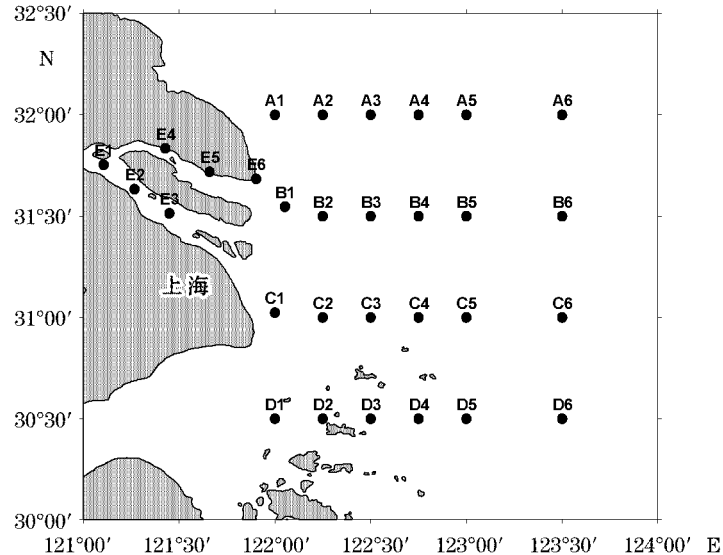 32°30′
N
32°00′
A1 A2 A3 A4 A5 A6
E4
E1 E5 E6
E2
E3 B1
31°30′
B2 B3 B4 B5 B6
上海
C1
31°00′
C2 C3 C4 C5 C6
30°30′
D1 D2 D3 D4 D5 D6
30°00′
121°00′ 121°30′ 122°00′ 122°30′ 123°00′ 123°30′ 124°00′ E